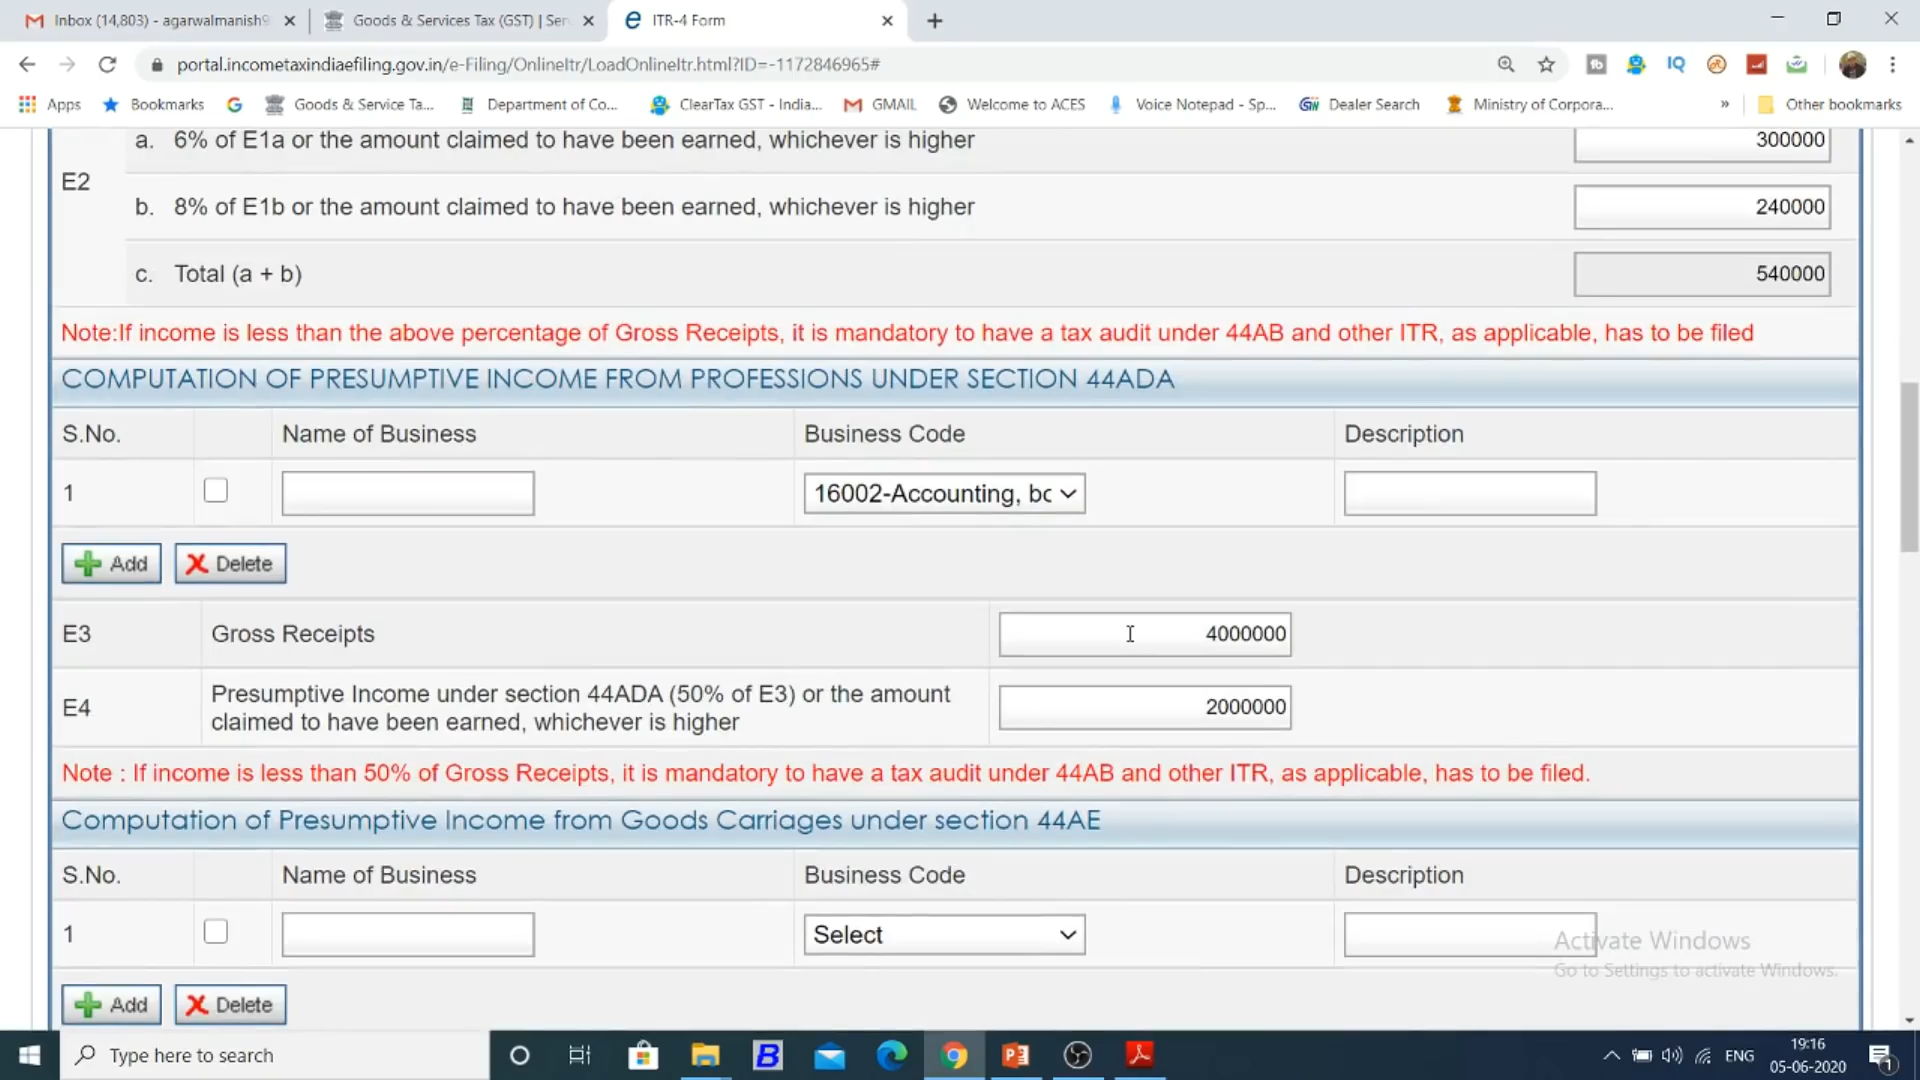 Inbox (14,803) - agarwalmanish9
Goods & Services Tax (GST) | Ser
ITR-4 Form
portal.incometaxindiaefiling.gov.in/e-Filing/OnlineItr/LoadOnlineItr.html?ID=-1172846965#
Apps
Bookmarks
Goods & Service Ta...
Department of Co...
ClearTax GST - India...
GMAIL
Welcome to ACES
Voice Notepad - Sp...
Dealer Search
Ministry of Corpora...
»
Other bookmarks
a. 6% of E1a or the amount claimed to have been earned, whichever is higher 300000
E2
b. 8% of E1b or the amount claimed to have been earned, whichever is higher 240000
c. Total (a + b) 540000
Note:If income is less than the above percentage of Gross Receipts, it is mandatory to have a tax audit under 44AB and other ITR, as applicable, has to be filed
COMPUTATION OF PRESUMPTIVE INCOME FROM PROFESSIONS UNDER SECTION 44ADA
S.No. Name of Business Business Code Description
1 16002-Accounting, bc
Add Delete
E3 Gross Receipts 4000000
E4 Presumptive Income under section 44ADA (50% of E3) or the amount claimed to have been earned, whichever is higher 2000000
Note : If income is less than 50% of Gross Receipts, it is mandatory to have a tax audit under 44AB and other ITR, as applicable, has to be filed.
Computation of Presumptive Income from Goods Carriages under section 44AE
S.No. Name of Business Business Code Description
1 Select
Activate Windows
Go to Settings to activate Windows.
Add Delete
Type here to search
ENG
19:16
05-06-2020
1